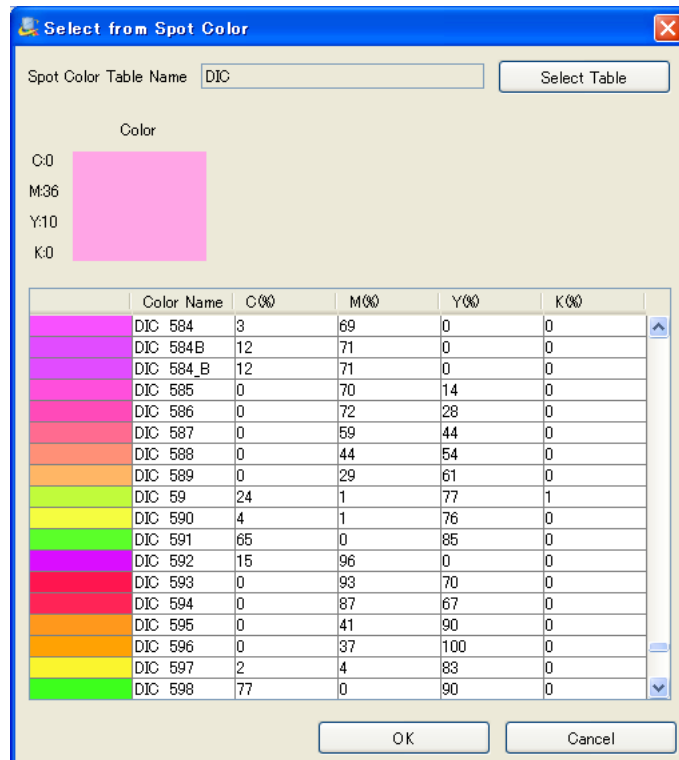 Select from Spot Color
Spot Color Table Name DIC Select Table
Color
C:0
M:36
Y:10
K:0
Color Name C(%) M(%) Y(%) K(%)
DIC 584 3 69 0 0
DIC 584B 12 71 0 0
DIC 584_B 12 71 0 0
DIC 585 0 70 14 0
DIC 586 0 72 28 0
DIC 587 0 59 44 0
DIC 588 0 44 54 0
DIC 589 0 29 61 0
DIC 59 24 1 77 1
DIC 590 4 1 76 0
DIC 591 65 0 85 0
DIC 592 15 96 0 0
DIC 593 0 93 70 0
DIC 594 0 87 67 0
DIC 595 0 41 90 0
DIC 596 0 37 100 0
DIC 597 2 4 83 0
DIC 598 77 0 90 0
OK Cancel